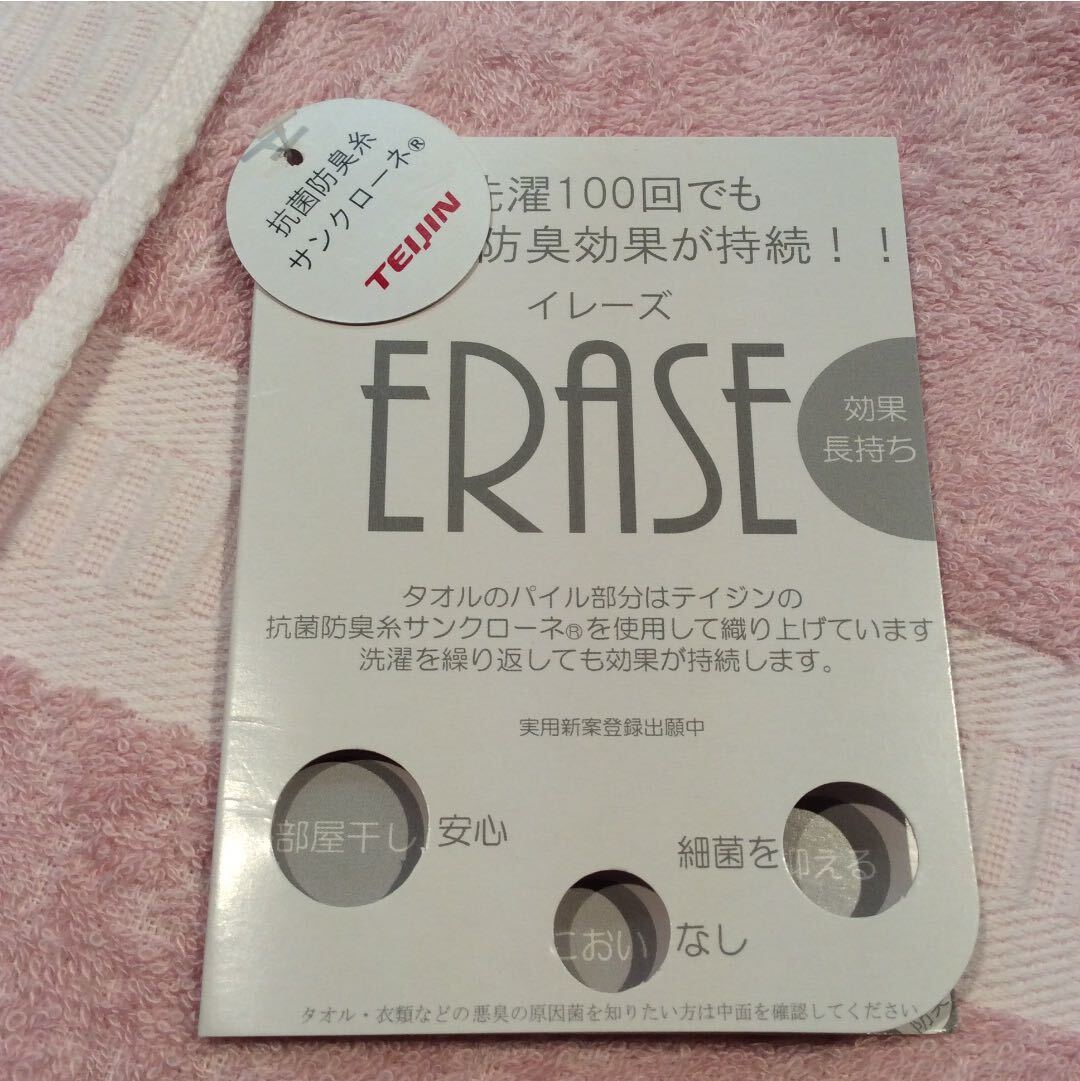 抗菌防臭糸
サンクローネ®
TEIJIN
洗濯100回でも
防臭効果が持続！！
イレーズ
ERASE
効果
長持ち
タオルのパイル部分はテイジンの
抗菌防臭糸サンクローネ®を使用して織り上げています
洗濯を繰り返しても効果が持続します。
実用新案登録出願中
部屋干し 安心
細菌を抑える
におい なし
タオル・衣類などの悪臭の原因菌を知りたい方は中面を確認してください